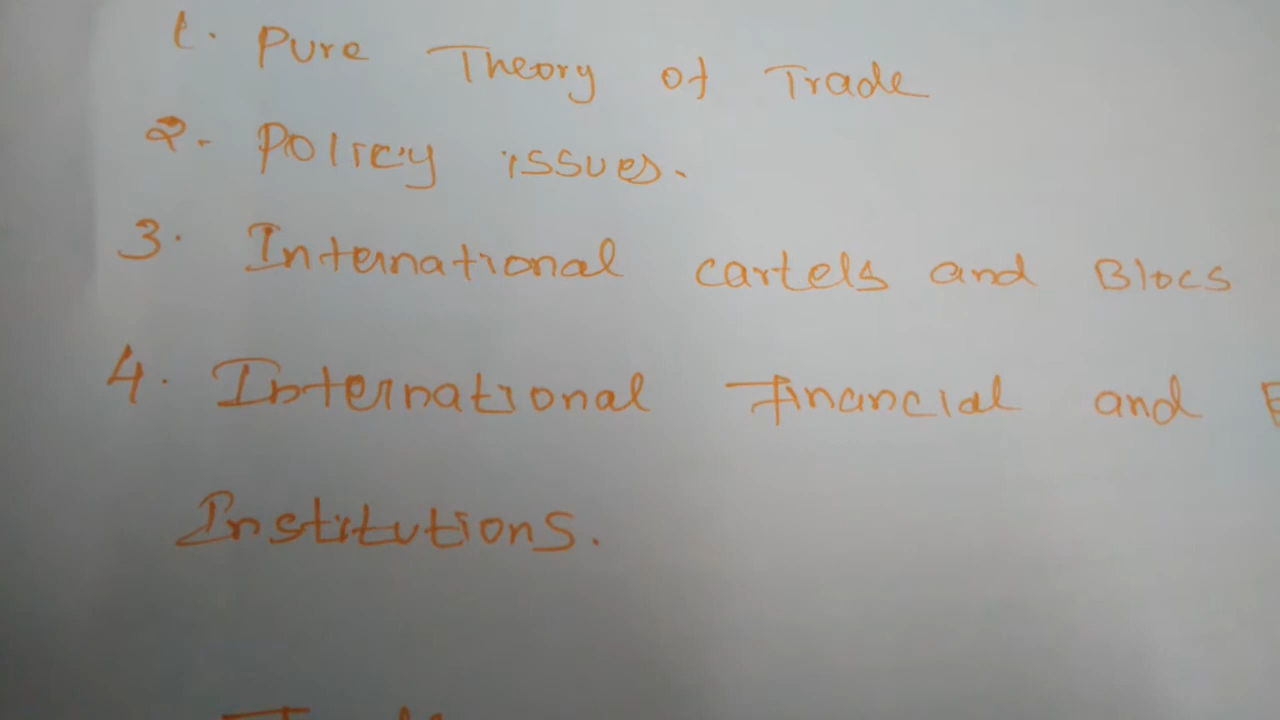 1. Pure Theory of Trade
2. Policy issues.
3. International cartels and Blocs
4. International Financial and
Institutions.